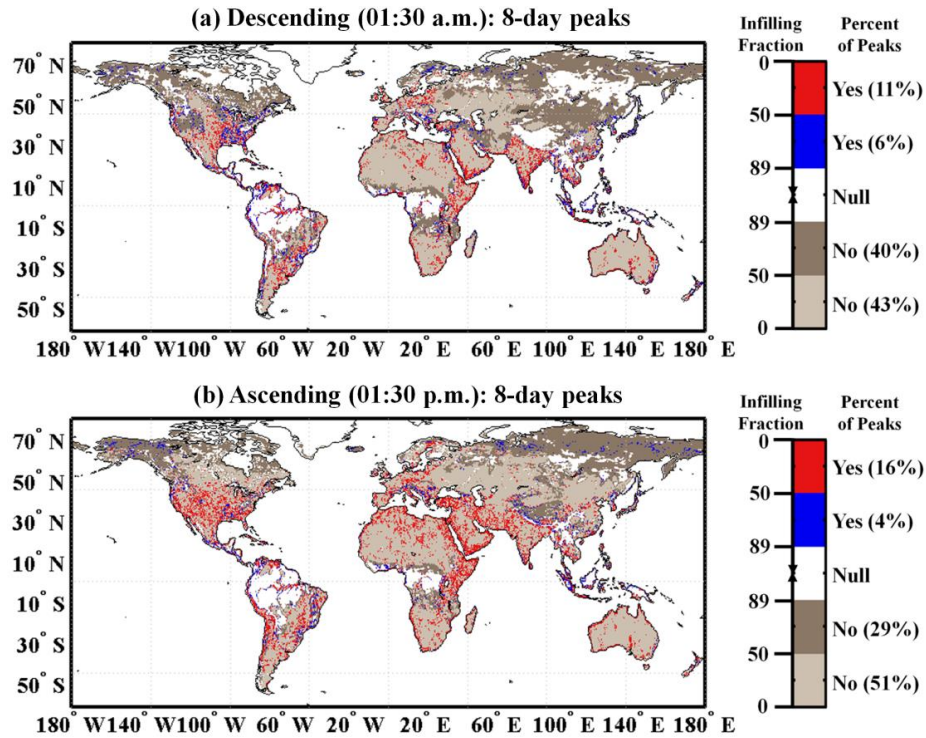 (a) Descending (01:30 a.m.): 8-day peaks
Infilling Fraction
Percent of Peaks
70° N
50° N
30° N
10° N
10° S
30° S
50° S
180° W 140° W 100° W 60° W 20° W 20° E 60° E 100° E 140° E 180° E
0
50
89
89
50
0
Yes (11%)
Yes (6%)
Null
No (40%)
No (43%)
(b) Ascending (01:30 p.m.): 8-day peaks
Infilling Fraction
Percent of Peaks
70° N
50° N
30° N
10° N
10° S
30° S
50° S
180° W 140° W 100° W 60° W 20° W 20° E 60° E 100° E 140° E 180° E
0
50
89
89
50
0
Yes (16%)
Yes (4%)
Null
No (29%)
No (51%)